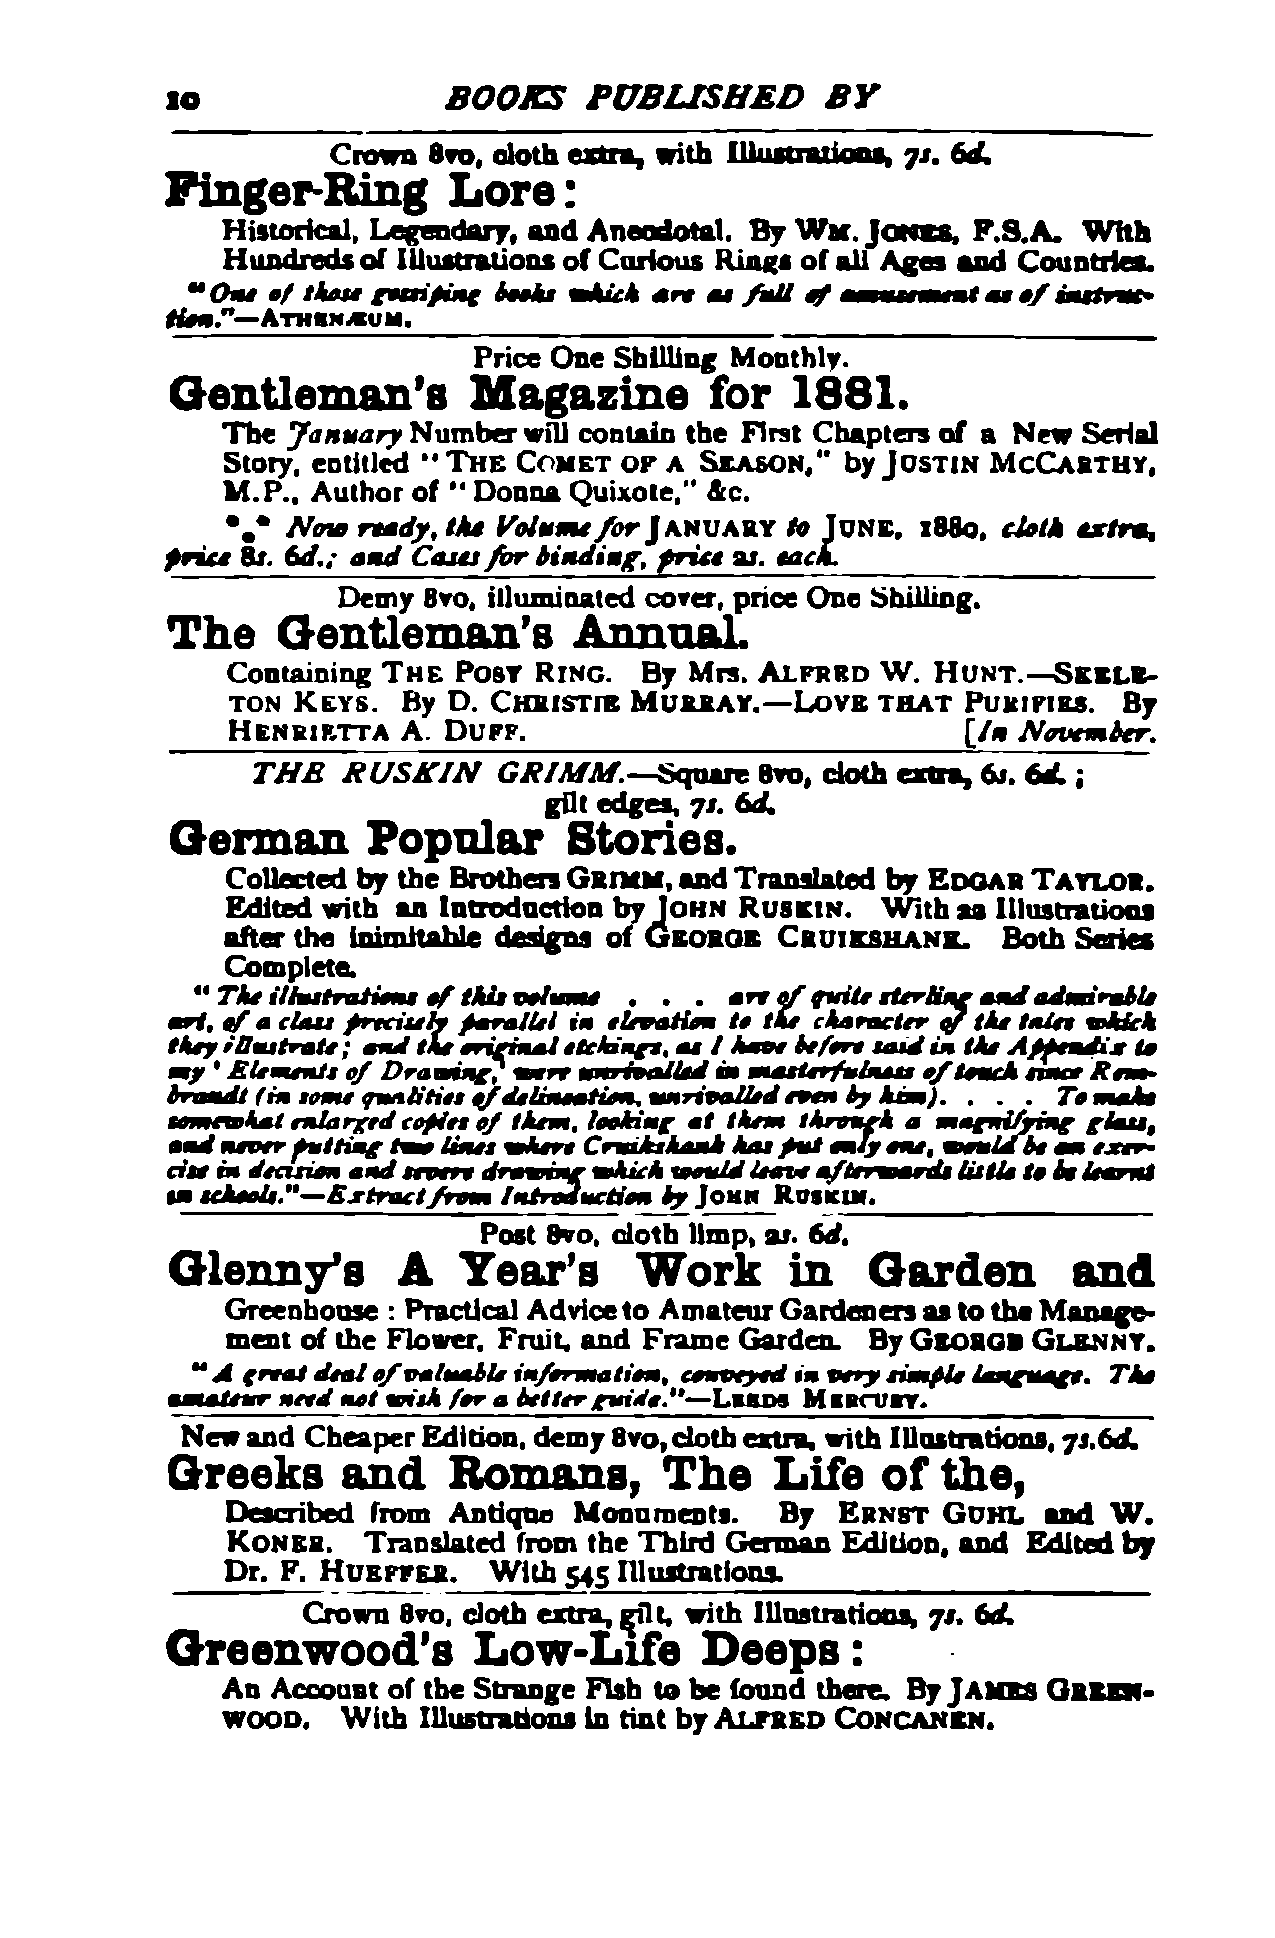 10 BOOKS PUBLISHED BY
Crown 8vo, cloth extra, with Illustrations, 7s. 6d.
Finger-Ring Lore:
Historical, Legendary, and Anecdotal. By WM. JONES, F.S.A. With
Hundreds of Illustrations of Curious Rings of all Ages and Countries.
"One of those gossiping books which are as full of amusement as of instruc-
tion."—ATHENÆUM.
Price One Shilling Monthly.
Gentleman's Magazine for 1881.
The January Number will contain the First Chapters of a New Serial
Story, entitled "THE COMET OF A SEASON," by JUSTIN MCCARTHY,
M.P., Author of "Donna Quixote," &c.
*** Now ready, the Volume for JANUARY to JUNE, 1880, cloth extra,
price 8s. 6d.; and Cases for binding, price 2s. each.
Demy 8vo, illuminated cover, price One Shilling.
The Gentleman's Annual.
Containing THE POST RING. By Mrs. ALFRED W. HUNT.—SKELE-
TON KEYS. By D. CHRISTIE MURRAY.—LOVE THAT PURIFIES. By
HENRIETTA A. DUFF. [In November.
THE RUSKIN GRIMM.—Square 8vo, cloth extra, 6s. 6d.;
gilt edges, 7s. 6d.
German Popular Stories.
Collected by the Brothers GRIMM, and Translated by EDGAR TAYLOR.
Edited with an Introduction by JOHN RUSKIN. With 22 Illustrations
after the inimitable designs of GEORGE CRUIKSHANK. Both Series
Complete.
"The illustrations of this volume . . . are of quite sterling and admirable
art, of a class precisely parallel in elevation to the character of the tales which
they illustrate; and the original etchings, as I have before said in the Appendix to
my 'Elements of Drawing,' were unrivalled in masterfulness of touch since Rem-
brandt (in some qualities of delineation, unrivalled even by him). . . . To make
somewhat enlarged copies of them, looking at them through a magnifying glass,
and never putting two lines where Cruikshank has put only one, would be an exer-
cise in decision and severe drawing which would leave afterwards little to be learnt
in schools."—Extract from Introduction by JOHN RUSKIN.
Post 8vo, cloth limp, 2s. 6d.
Glenny's A Year's Work in Garden and
Greenhouse: Practical Advice to Amateur Gardeners as to the Manage-
ment of the Flower, Fruit, and Frame Garden. By GEORGE GLENNY.
"A great deal of valuable information, conveyed in very simple language. The
amateur need not wish for a better guide."—LEEDS MERCURY.
New and Cheaper Edition, demy 8vo, cloth extra, with Illustrations, 7s.6d.
Greeks and Romans, The Life of the,
Described from Antique Monuments. By ERNST GUHL and W.
KONER. Translated from the Third German Edition, and Edited by
Dr. F. HUEFFER. With 545 Illustrations.
Crown 8vo, cloth extra, gilt, with Illustrations, 7s. 6d.
Greenwood's Low-Life Deeps:
An Account of the Strange Fish to be found there. By JAMES GREEN-
WOOD. With Illustrations in tint by ALFRED CONCANEN.